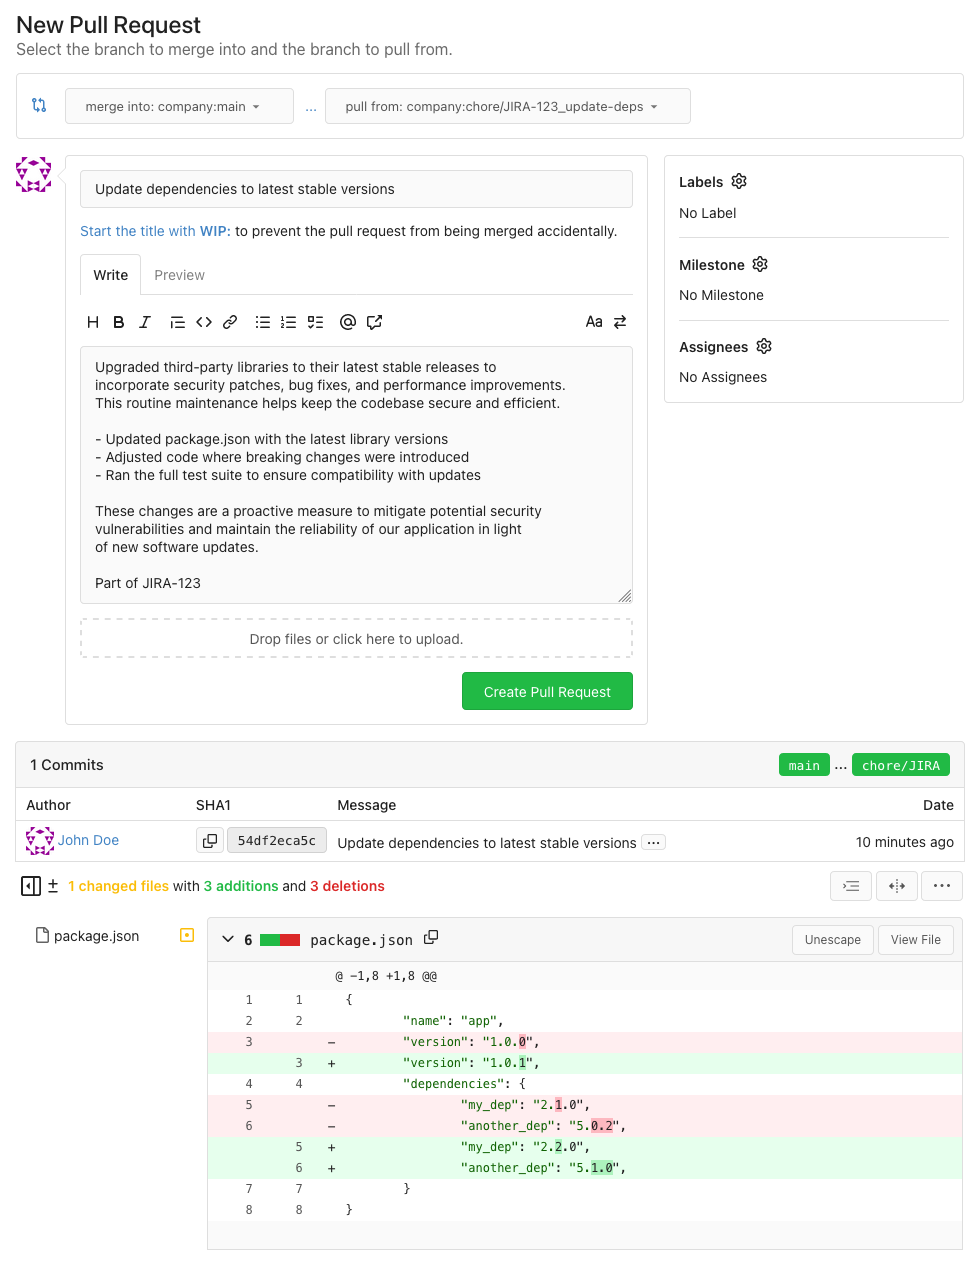 New Pull Request
Select the branch to merge into and the branch to pull from.
merge into: company:main ... pull from: company:chore/JIRA-123_update-deps
Update dependencies to latest stable versions
Start the title with WIP: to prevent the pull request from being merged accidentally.
Write Preview
H B I @ Aa
Upgraded third-party libraries to their latest stable releases to
incorporate security patches, bug fixes, and performance improvements.
This routine maintenance helps keep the codebase secure and efficient.
- Updated package.json with the latest library versions
- Adjusted code where breaking changes were introduced
- Ran the full test suite to ensure compatibility with updates
These changes are a proactive measure to mitigate potential security
vulnerabilities and maintain the reliability of our application in light
of new software updates.
Part of JIRA-123
Drop files or click here to upload.
Create Pull Request
Labels
No Label
Milestone
No Milestone
Assignees
No Assignees
1 Commits main ... chore/JIRA
Author SHA1 Message Date
John Doe 54df2eca5c Update dependencies to latest stable versions ... 10 minutes ago
± 1 changed files with 3 additions and 3 deletions
package.json
6 package.json Unescape View File
@ -1,8 +1,8 @@
1 1 {
2 2 "name": "app",
3 - "version": "1.0.0",
3 + "version": "1.0.1",
4 4 "dependencies": {
5 - "my_dep": "2.1.0",
6 - "another_dep": "5.0.2",
5 + "my_dep": "2.2.0",
6 + "another_dep": "5.1.0",
7 7 }
8 8 }